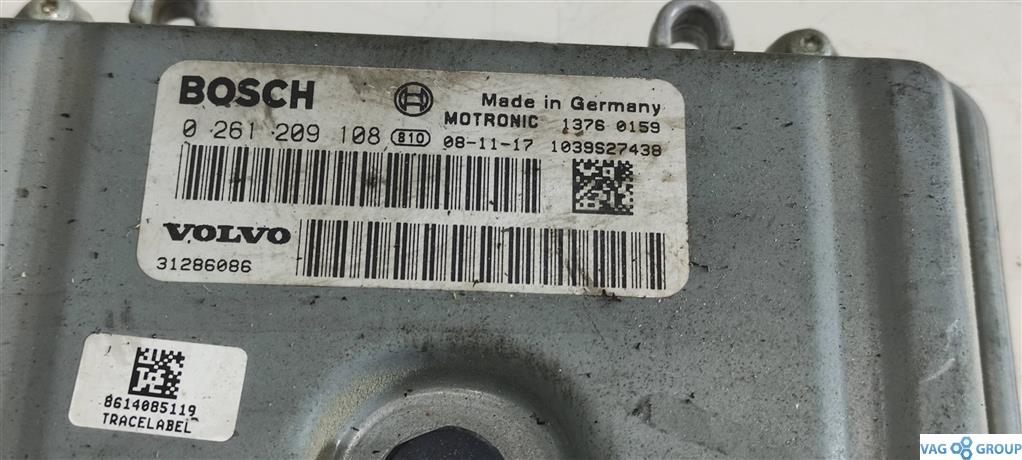 BOSCH
Made in Germany
MOTRONIC 1376 0159
0 261 209 108 810 08-11-17 1039S27438
VOLVO
31286086
8614085119
TRACELABEL
VAG GROUP